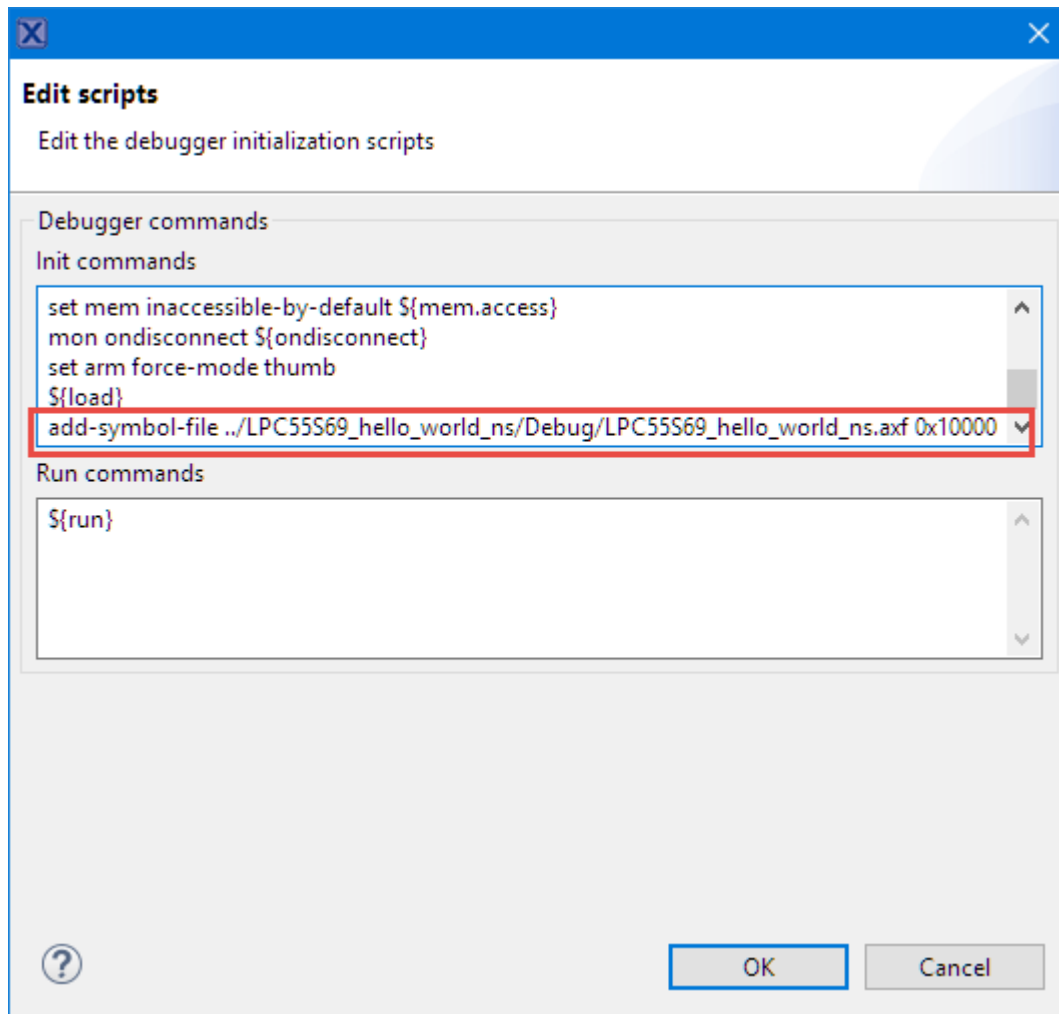 X
Edit scripts
Edit the debugger initialization scripts
Debugger commands
Init commands
set mem inaccessible-by-default ${mem.access}
mon ondisconnect ${ondisconnect}
set arm force-mode thumb
${load}
add-symbol-file ../LPC55S69_hello_world_ns/Debug/LPC55S69_hello_world_ns.axf 0x10000
Run commands
${run}
?
OK
Cancel